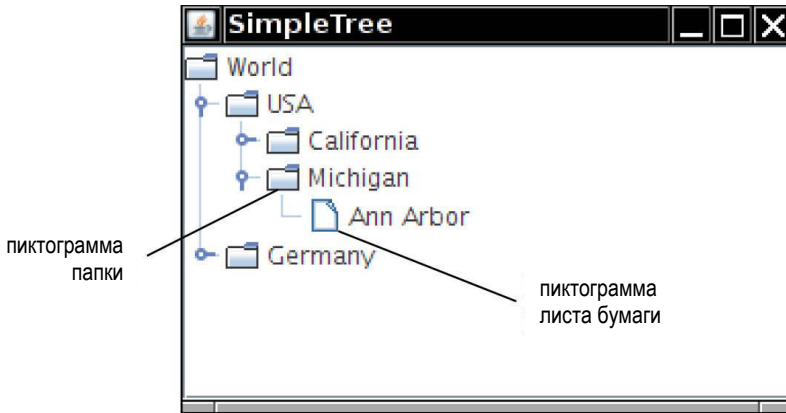 SimpleTree
World
USA
California
Michigan
Ann Arbor
Germany
пиктограмма
папки
пиктограмма
листа бумаги